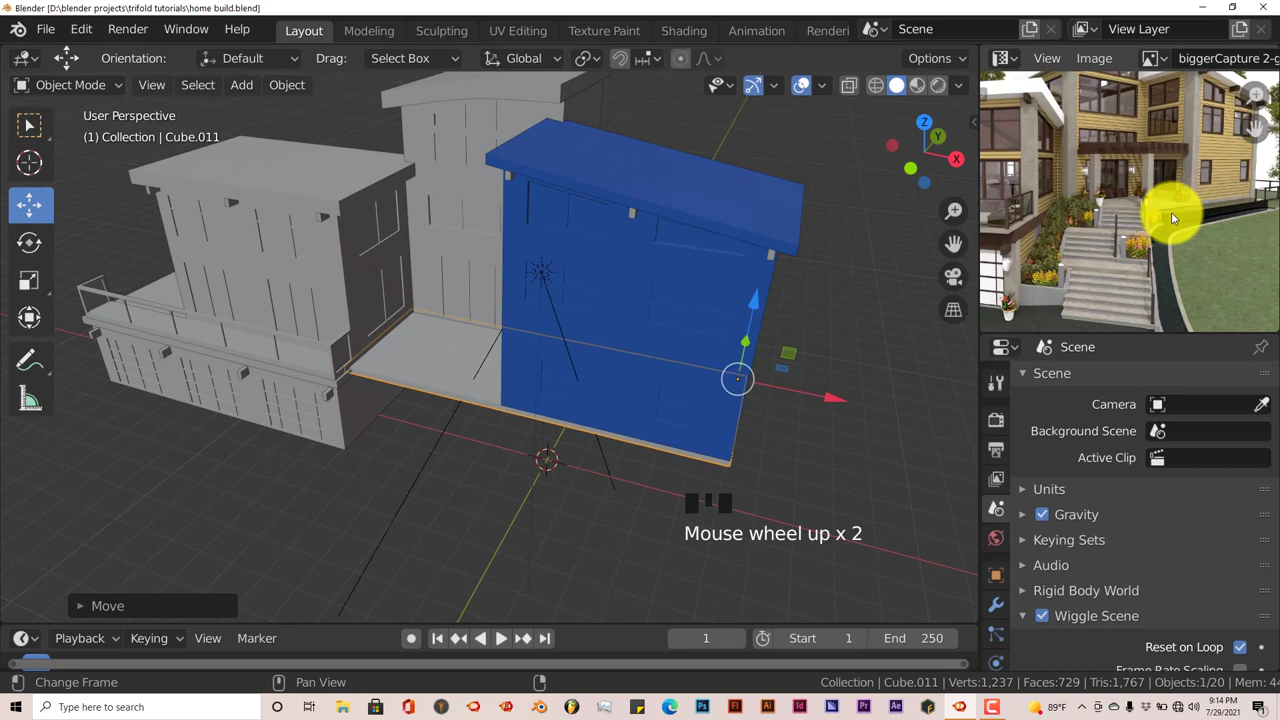 Blender [D:\blender projects\trifold tutorials\home build.blend]
File Edit Render Window Help Layout Modeling Sculpting UV Editing Texture Paint Shading Animation Renderi Scene View Layer
Orientation: Default Drag: Select Box Global Options View Image biggerCapture 2-g
Object Mode View Select Add Object
User Perspective
(1) Collection | Cube.011
Z
Y
X
Mouse wheel up x 2
Move
Scene
Scene
Camera
Background Scene
Active Clip
Units
Gravity
Keying Sets
Audio
Rigid Body World
Wiggle Scene
Reset on Loop
Frame Rate Scaling
Playback Keying View Marker 1 Start 1 End 250
Change Frame Pan View Collection | Cube.011 | Verts:1,237 | Faces:729 | Tris:1,767 | Objects:1/20 | Mem: 44
Type here to search 89°F 9:14 PM
7/29/2021